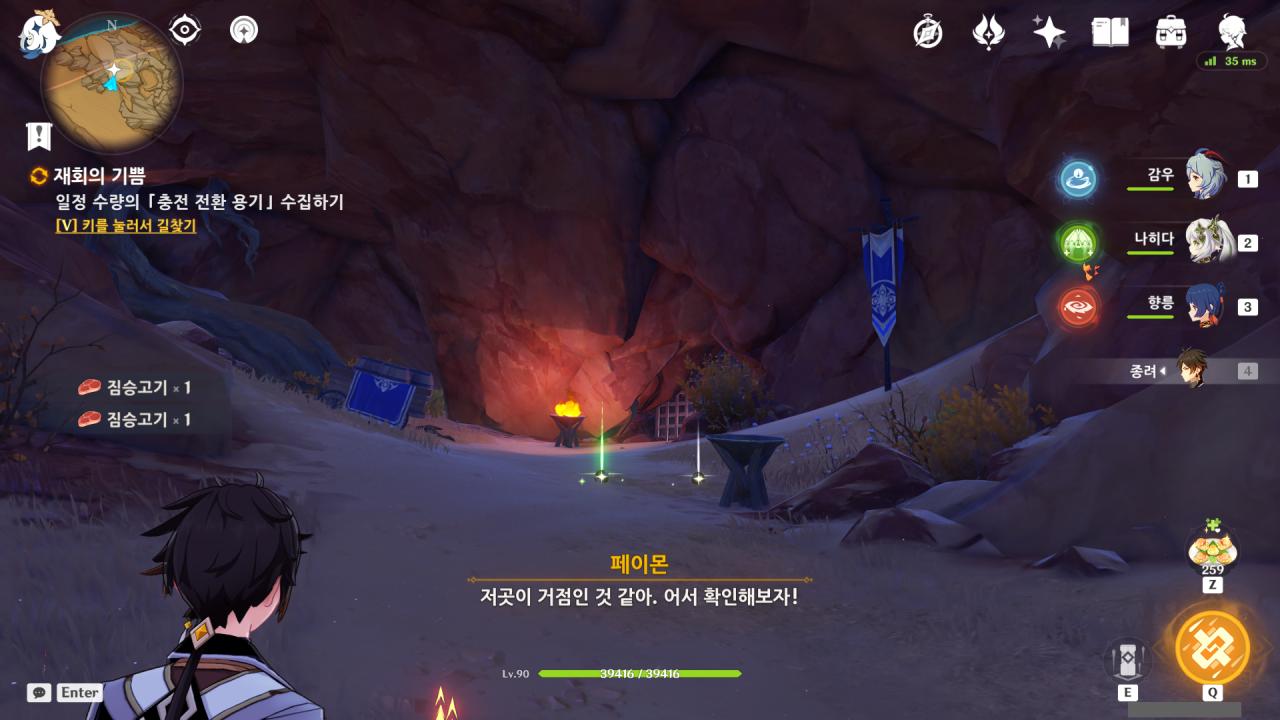 N
35 ms
재회의 기쁨
일정 수량의 「충전 전환 용기」 수집하기
[V] 키를 눌러서 길찾기
감우 1
나히다 2
향릉 3
종려 4
짐승고기 × 1
짐승고기 × 1
페이몬
저곳이 거점인 것 같아. 어서 확인해보자!
259
Z
Lv.90 39416 / 39416
Enter
E
Q